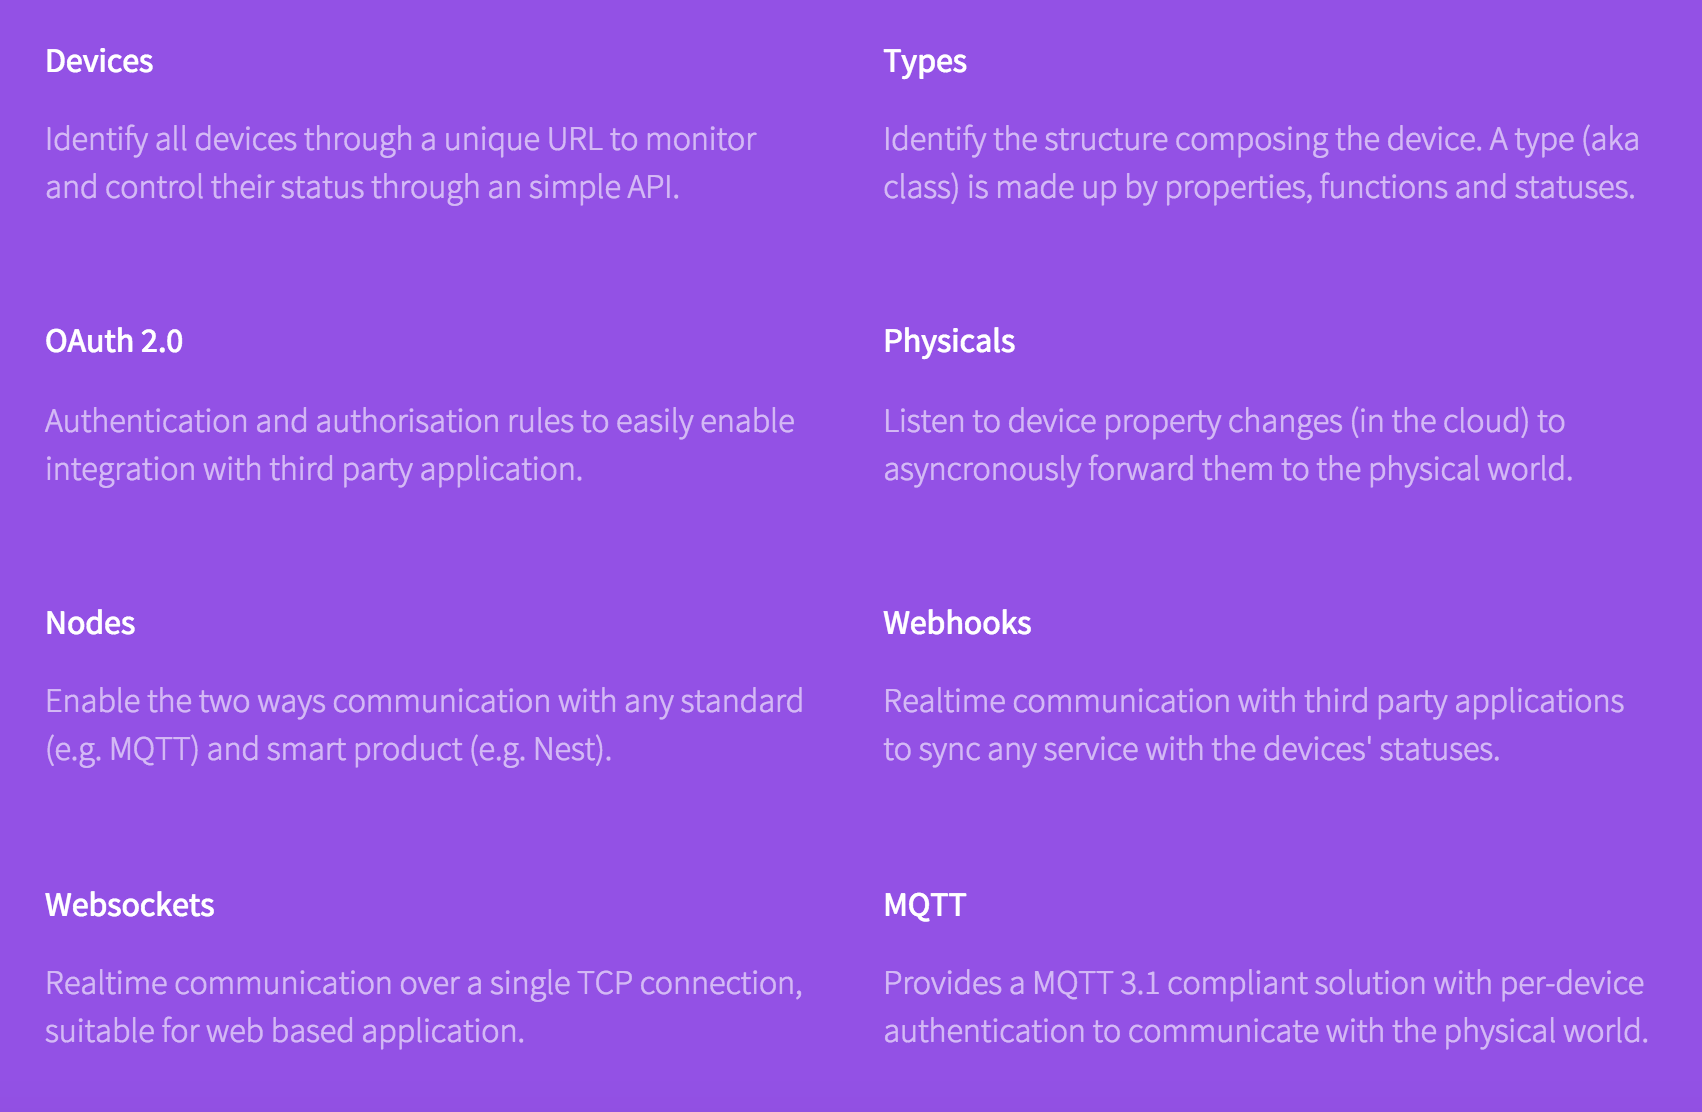 Devices
Identify all devices through a unique URL to monitor
and control their status through an simple API.
Types
Identify the structure composing the device. A type (aka
class) is made up by properties, functions and statuses.
OAuth 2.0
Authentication and authorisation rules to easily enable
integration with third party application.
Physicals
Listen to device property changes (in the cloud) to
asyncronously forward them to the physical world.
Nodes
Enable the two ways communication with any standard
(e.g. MQTT) and smart product (e.g. Nest).
Webhooks
Realtime communication with third party applications
to sync any service with the devices' statuses.
Websockets
Realtime communication over a single TCP connection,
suitable for web based application.
MQTT
Provides a MQTT 3.1 compliant solution with per-device
authentication to communicate with the physical world.